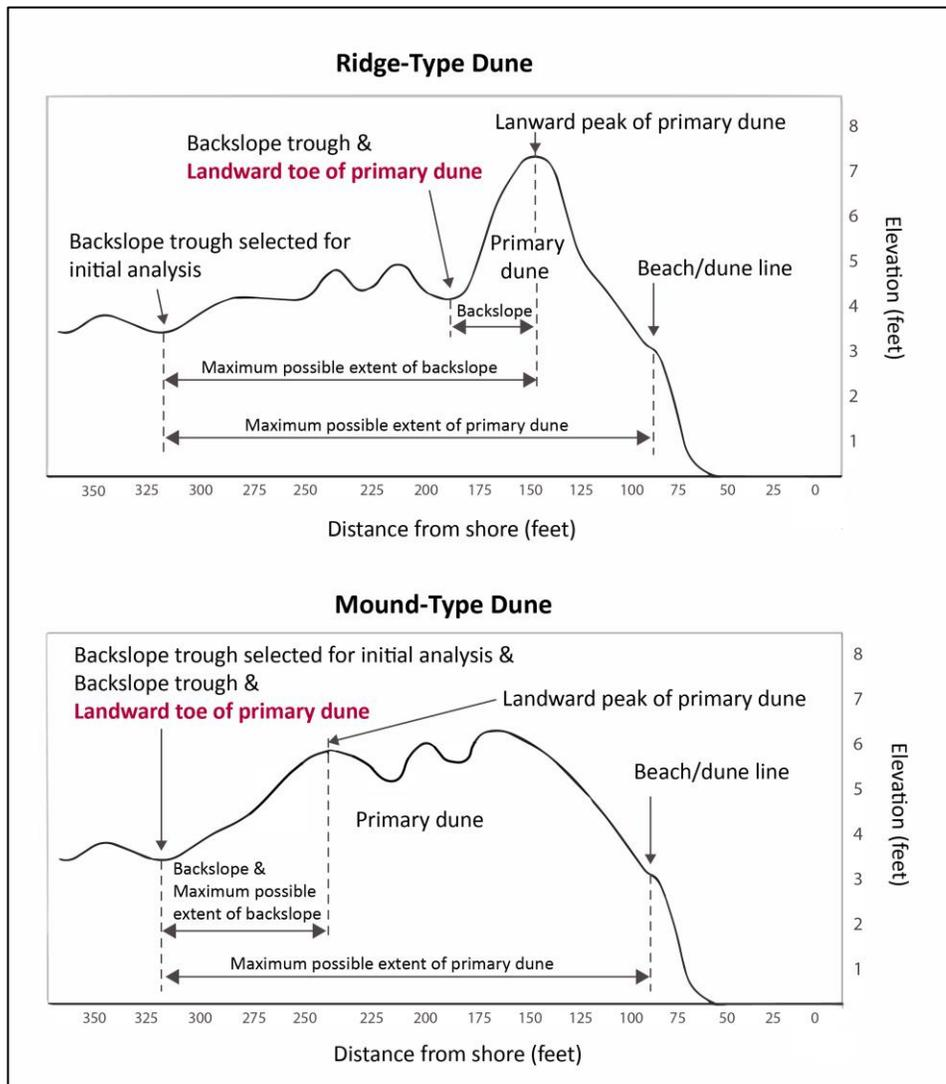 Ridge-Type Dune
Lanward peak of primary dune
Backslope trough &
Landward toe of primary dune
Backslope trough selected for
initial analysis
Primary
dune
Beach/dune line
Backslope
Maximum possible extent of backslope
Maximum possible extent of primary dune
8
7
6
5
4
3
2
1
Elevation (feet)
350 325 300 275 250 225 200 150 125 100 75 50 25 0
Distance from shore (feet)
Mound-Type Dune
Backslope trough selected for initial analysis &
Backslope trough &
Landward toe of primary dune
Landward peak of primary dune
Beach/dune line
Primary dune
Backslope &
Maximum possible
extent of backslope
Maximum possible extent of primary dune
8
7
6
5
4
3
2
1
Elevation (feet)
350 325 300 275 250 225 200 150 125 100 75 50 25 0
Distance from shore (feet)